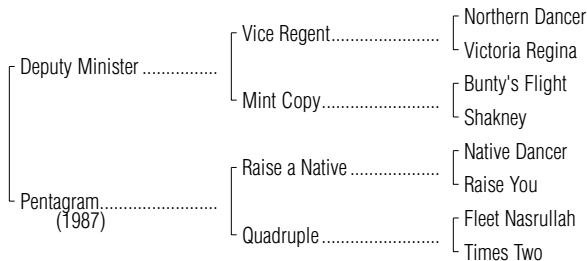 Northern Dancer
Vice Regent....................................
Victoria Regina
Deputy Minister .........................
Bunty's Flight
Mint Copy......................................
Shakney
Native Dancer
Raise a Native ..............................
Raise You
Pentagram......................................
(1987)
Fleet Nasrullah
Quadruple ....................................
Times Two